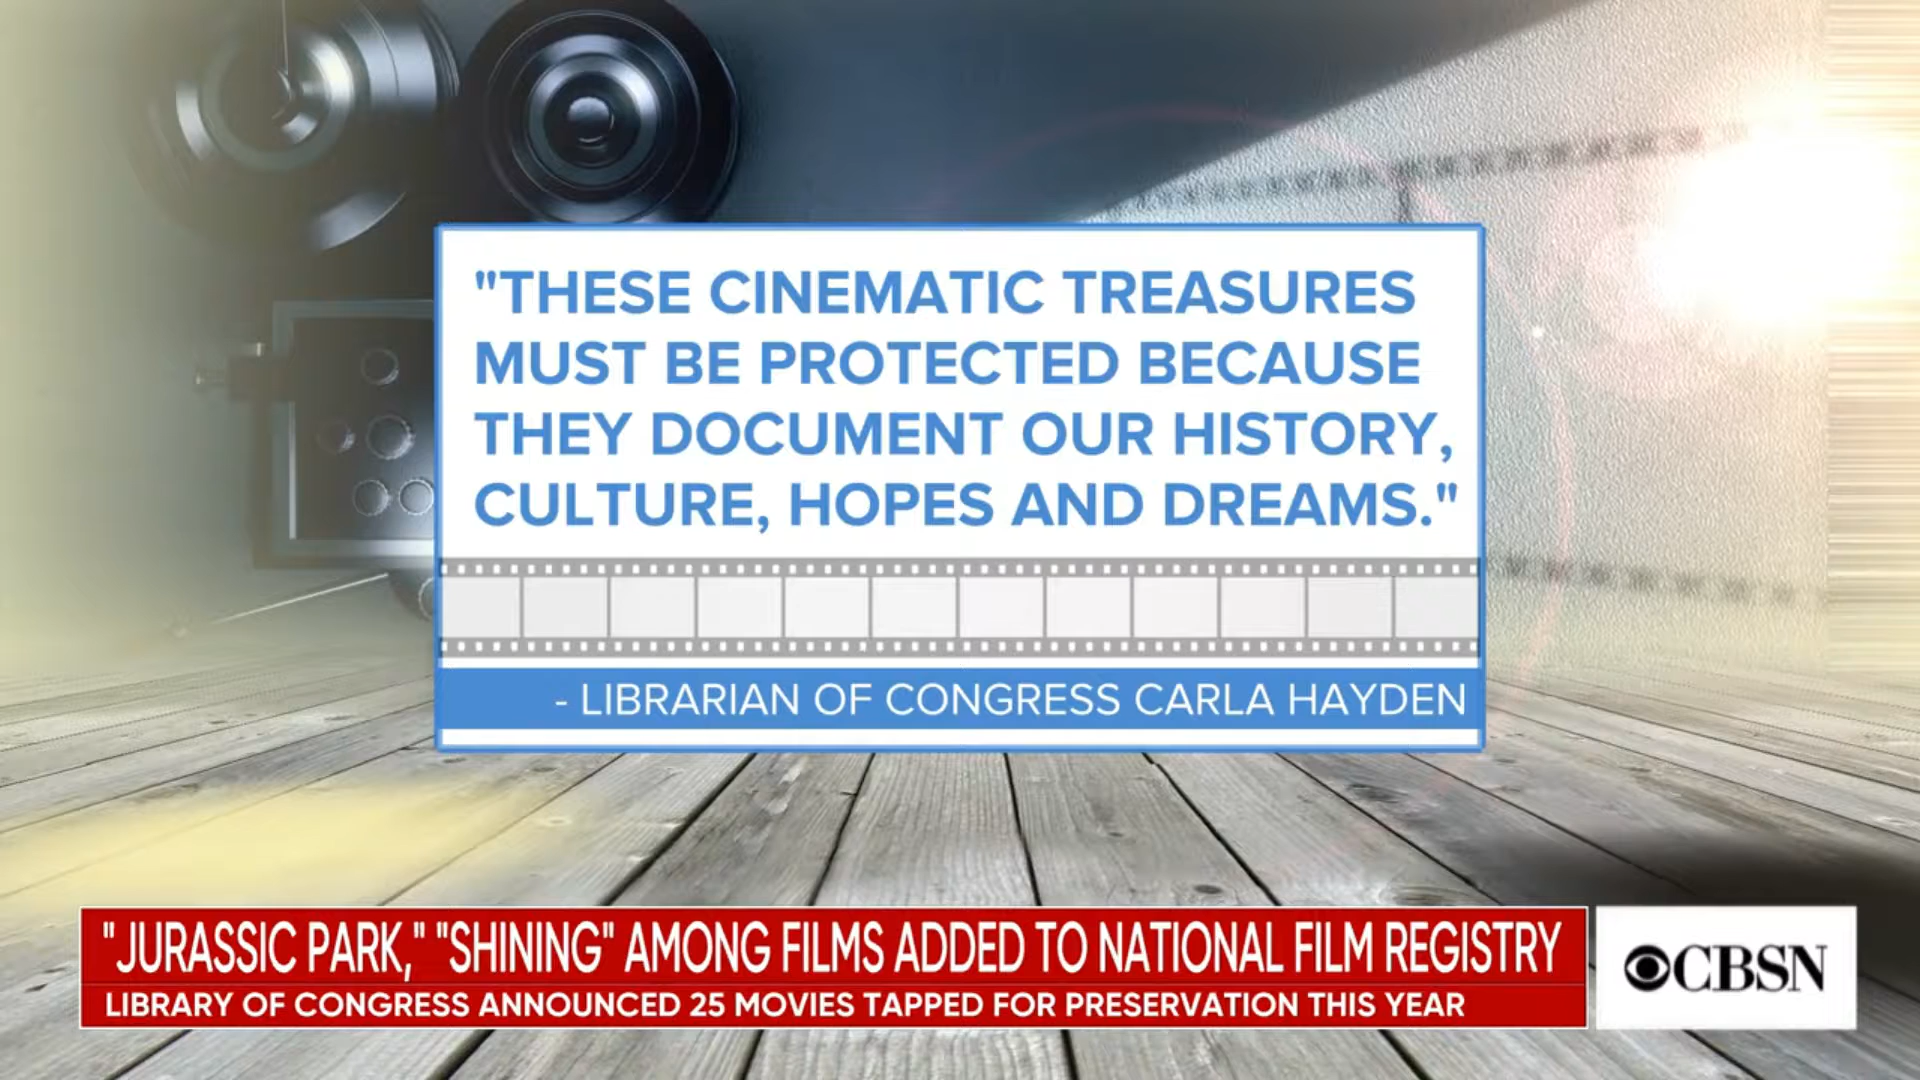 "THESE CINEMATIC TREASURES
MUST BE PROTECTED BECAUSE
THEY DOCUMENT OUR HISTORY,
CULTURE, HOPES AND DREAMS."
- LIBRARIAN OF CONGRESS CARLA HAYDEN
"JURASSIC PARK," "SHINING" AMONG FILMS ADDED TO NATIONAL FILM REGISTRY
LIBRARY OF CONGRESS ANNOUNCED 25 MOVIES TAPPED FOR PRESERVATION THIS YEAR
CBSN